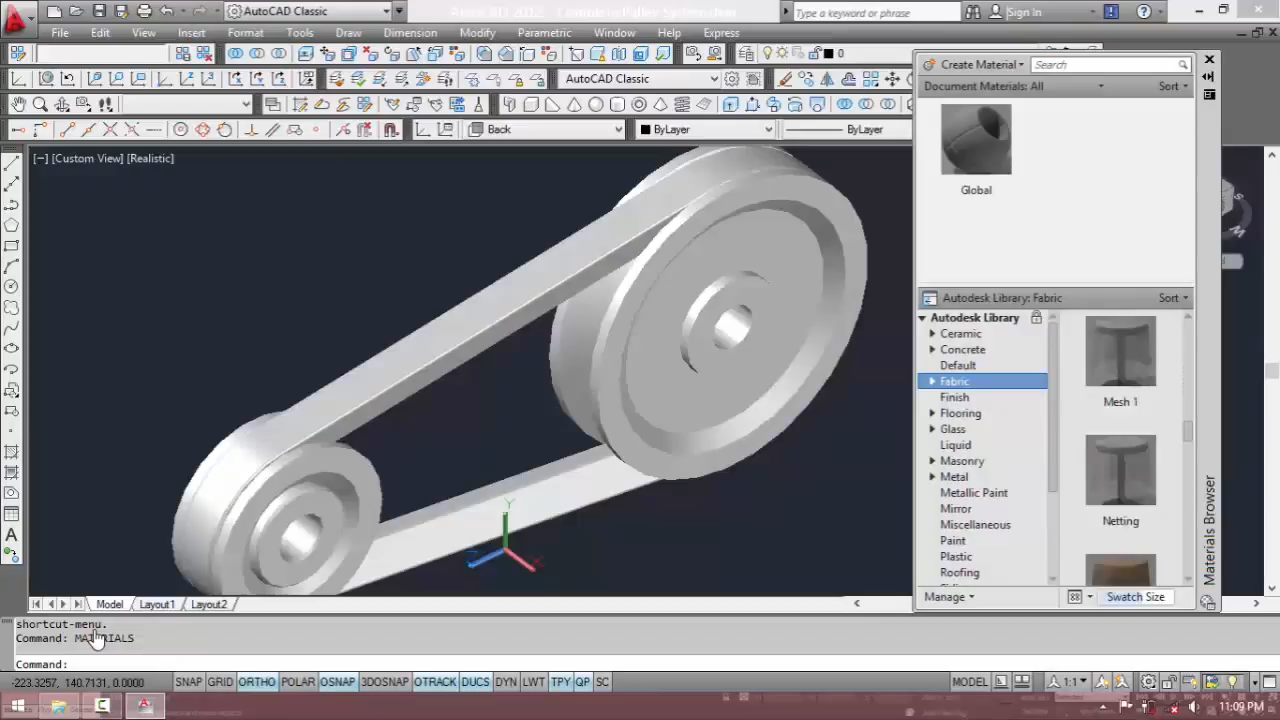 AutoCAD Classic
Type a keyword or phrase
Sign In
File Edit View Insert Format Tools Draw Dimension Modify Parametric Window Help Express
0
AutoCAD Classic
Back
ByLayer
ByLayer
[−] [Custom View] [Realistic]
Create Material
Search
Document Materials: All
Sort
Global
Autodesk Library: Fabric
Sort
Autodesk Library
Ceramic
Concrete
Default
Fabric
Finish
Flooring
Glass
Liquid
Masonry
Metal
Metallic Paint
Mirror
Miscellaneous
Paint
Plastic
Roofing
Mesh 1
Netting
Manage
Swatch Size
Materials Browser
S
M
Y
X
Model Layout1 Layout2
shortcut-menu.
Command: MATERIALS
Command:
-223.3257, 140.7131, 0.0000
SNAP GRID ORTHO POLAR OSNAP 3DOSNAP OTRACK DUCS DYN LWT TPY QP SC
MODEL
1:1
11:09 PM